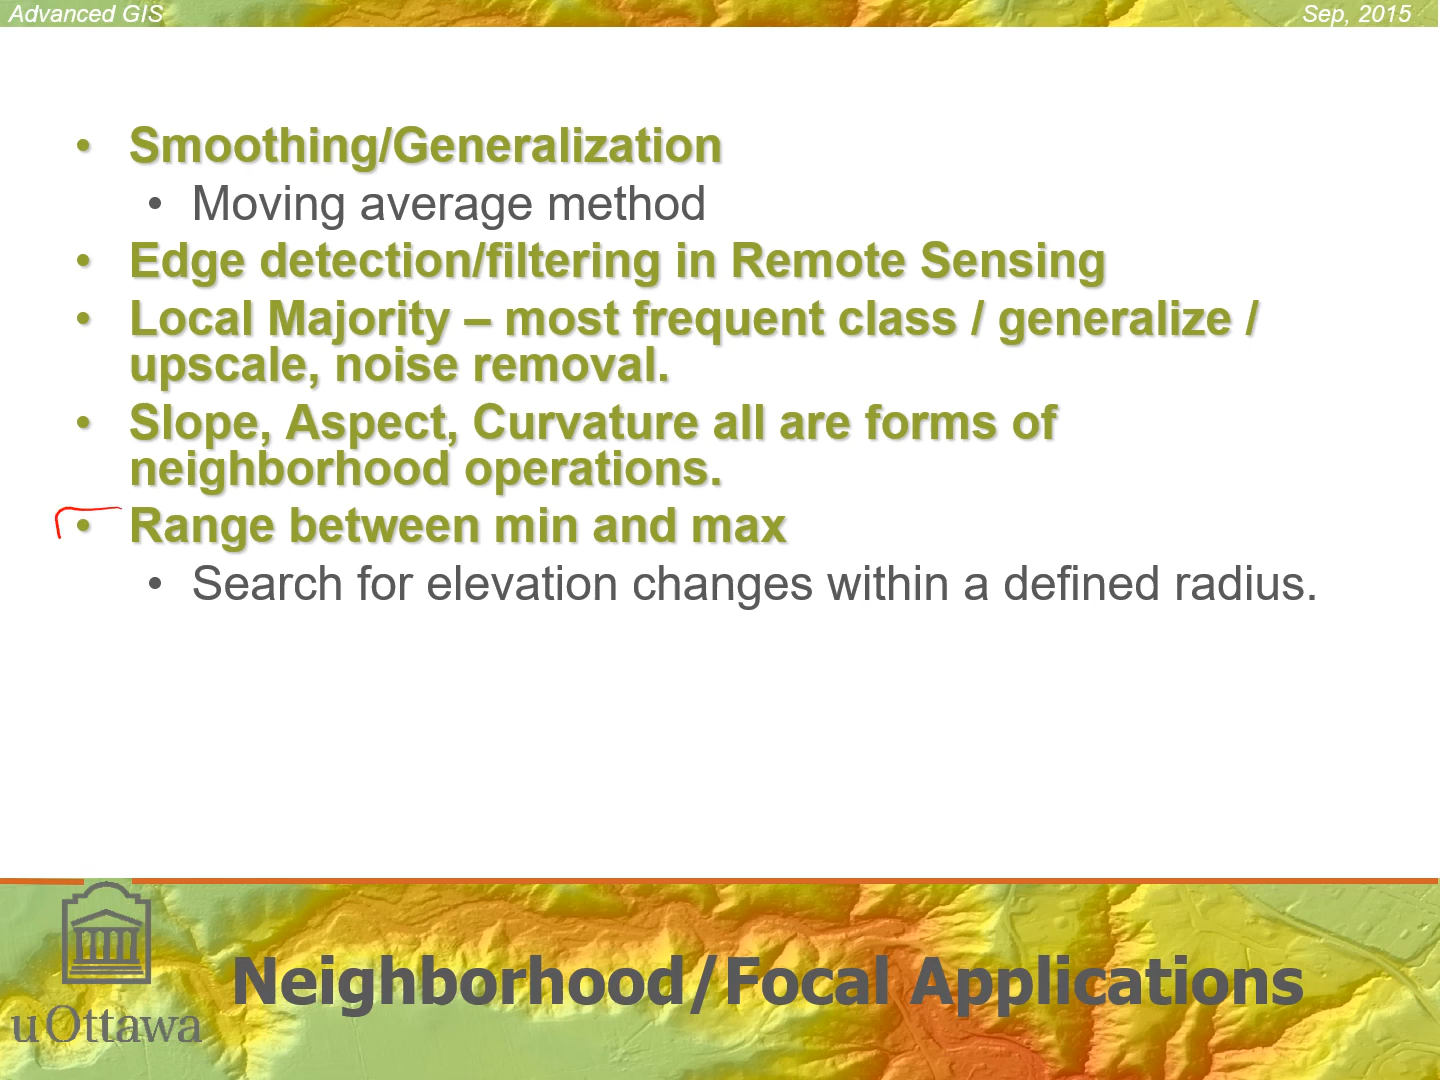 Advanced GIS
Sep, 2015
• Smoothing/Generalization
• Moving average method
• Edge detection/filtering in Remote Sensing
• Local Majority – most frequent class / generalize /
upscale, noise removal.
• Slope, Aspect, Curvature all are forms of
neighborhood operations.
• Range between min and max
• Search for elevation changes within a defined radius.
Neighborhood/Focal Applications
uOttawa